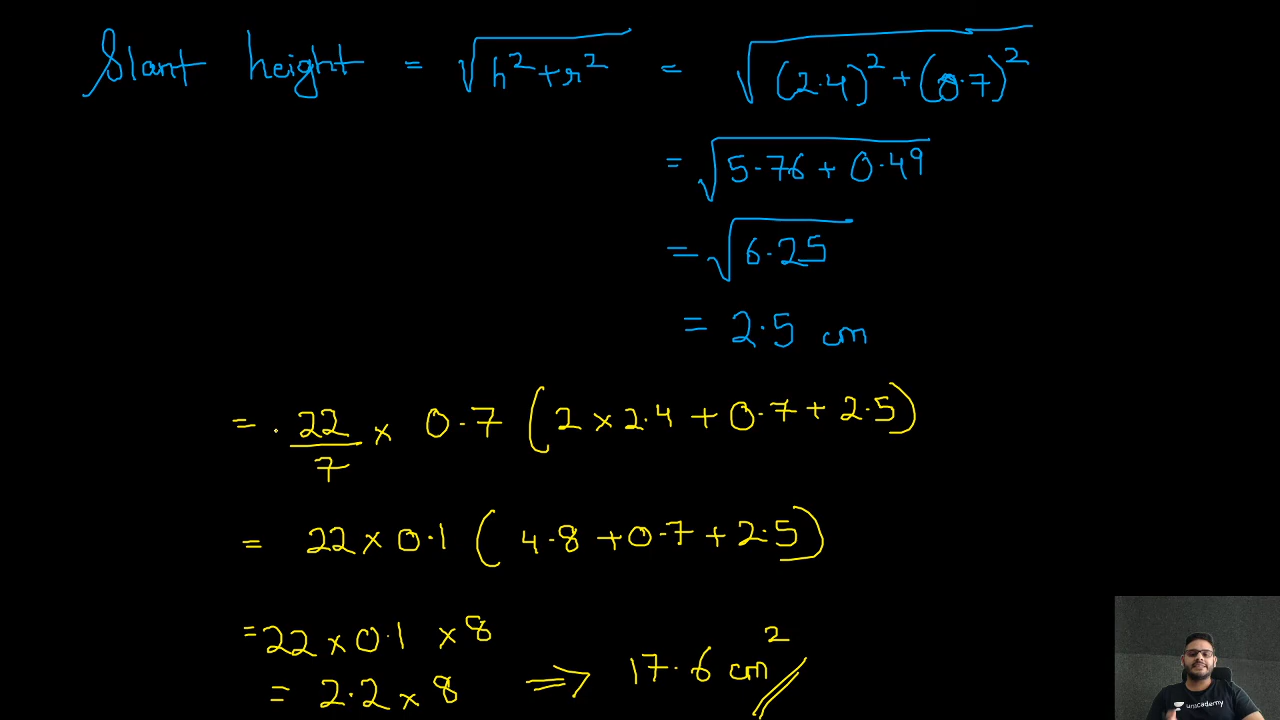 Slant height = √h²+r² = √(2.4)²+(0.7)²
= √5.76+0.49
= √6.25
= 2.5 cm
= . 22/7 × 0.7 (2×2.4+0.7+2.5)
= 22×0.1 (4.8+0.7+2.5)
= 22×0.1 ×8
= 2.2×8 ⇒ 17.6 cm²
unacademy